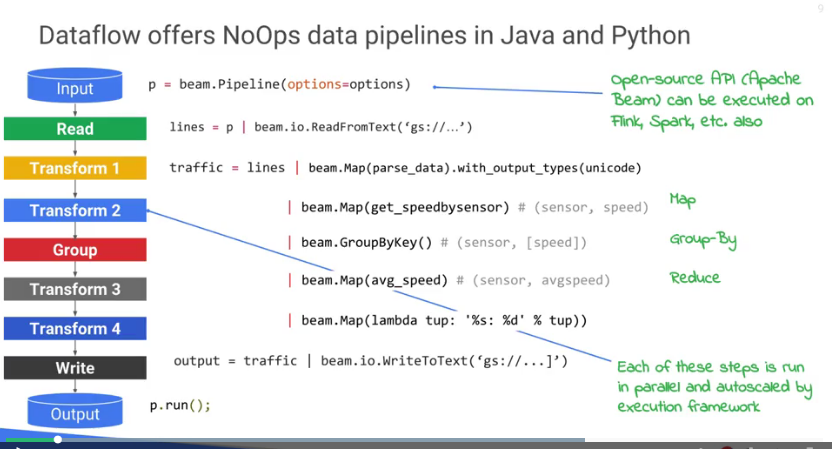 9
Dataflow offers NoOps data pipelines in Java and Python
Input
p = beam.Pipeline(options=options)
Open-source API (Apache
Beam) can be executed on
Flink, Spark, etc. also
Read
lines = p | beam.io.ReadFromText(‘gs://…’)
Transform 1
traffic = lines | beam.Map(parse_data).with_output_types(unicode)
Transform 2
| beam.Map(get_speedbysensor) # (sensor, speed)
Map
Group
| beam.GroupByKey() # (sensor, [speed])
Group-By
Transform 3
| beam.Map(avg_speed) # (sensor, avgspeed)
Reduce
Transform 4
| beam.Map(lambda tup: '%s: %d' % tup))
Write
output = traffic | beam.io.WriteToText(‘gs://...]’)
Each of these steps is run
in parallel and autoscaled by
execution framework
Output
p.run();